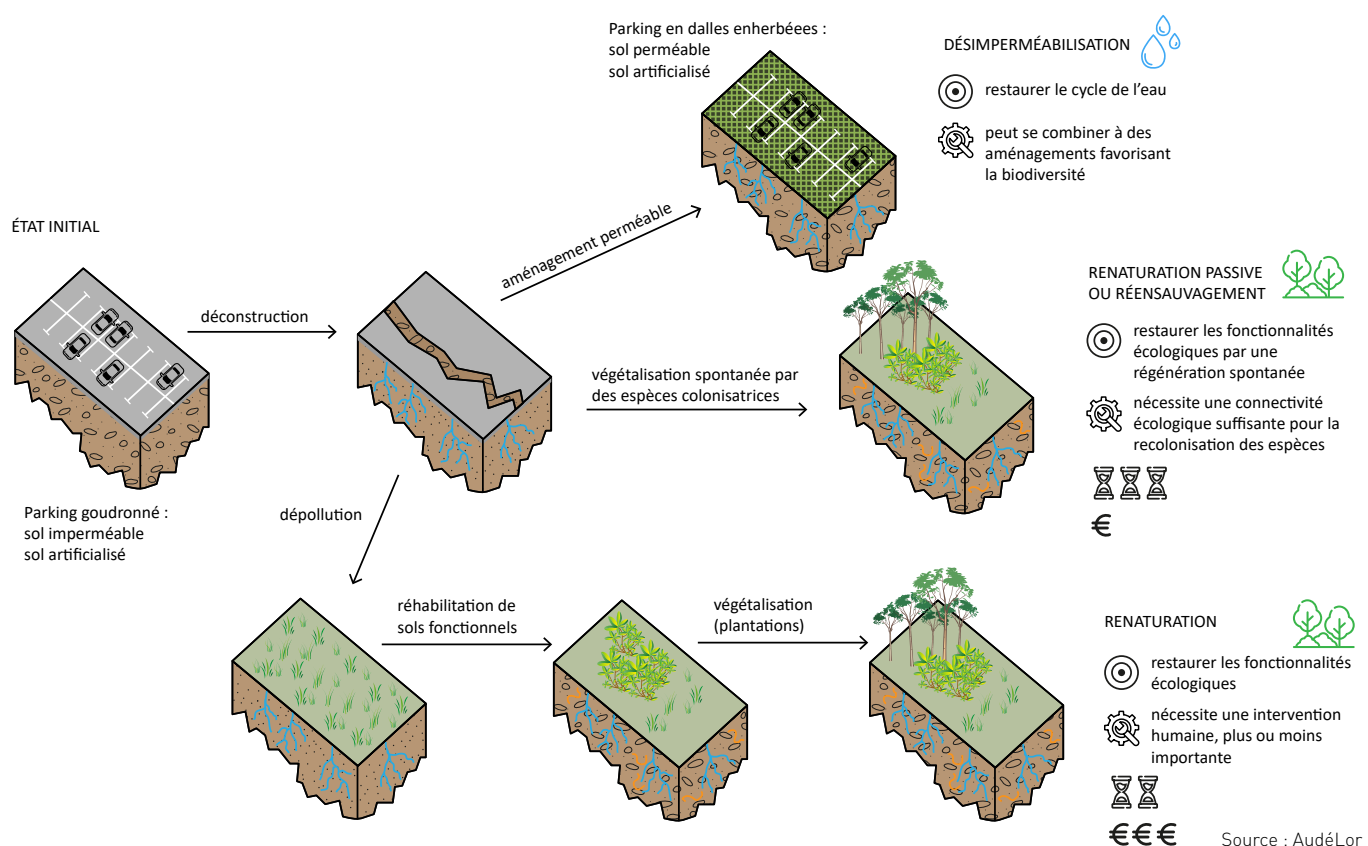 Parking en dalles enherbéees :
sol perméable
sol artificialisé
DÉSIMPERMÉABILISATION
restaurer le cycle de l'eau
peut se combiner à des
aménagements favorisant
la biodiversité
ÉTAT INITIAL
déconstruction
aménagement perméable
végétalisation spontanée par
des espèces colonisatrices
RENATURATION PASSIVE
OU RÉENSAUVAGEMENT
restaurer les fonctionnalités
écologiques par une
régénération spontanée
nécessite une connectivité
écologique suffisante pour la
recolonisation des espèces
€
Parking goudronné :
sol imperméable
sol artificialisé
dépollution
réhabilitation de
sols fonctionnels
végétalisation
(plantations)
RENATURATION
restaurer les fonctionnalités
écologiques
nécessite une intervention
humaine, plus ou moins
importante
€€€
Source : AudéLor